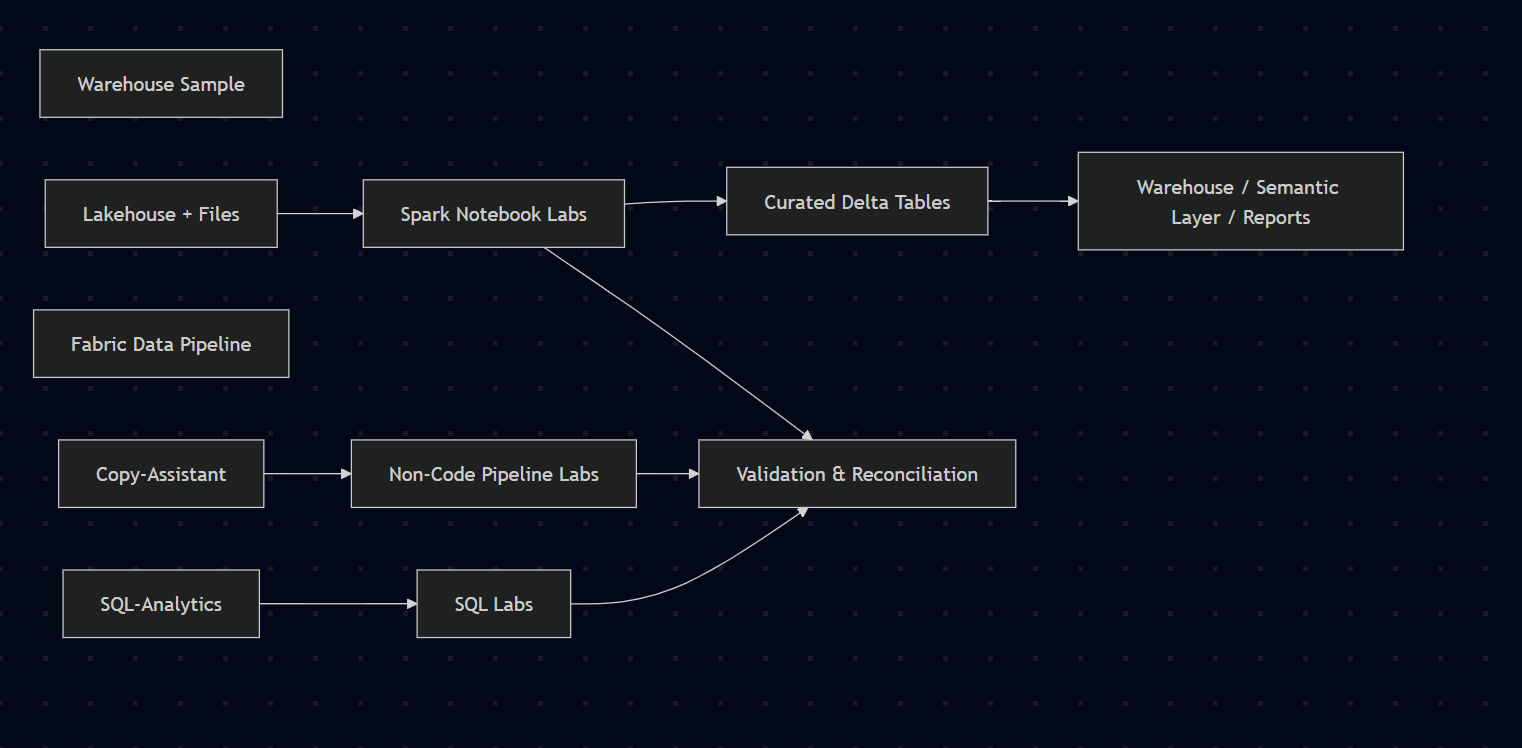 Warehouse Sample
Lakehouse + Files
Spark Notebook Labs
Curated Delta Tables
Warehouse / Semantic
Layer / Reports
Fabric Data Pipeline
Copy-Assistant
Non-Code Pipeline Labs
Validation & Reconciliation
SQL-Analytics
SQL Labs